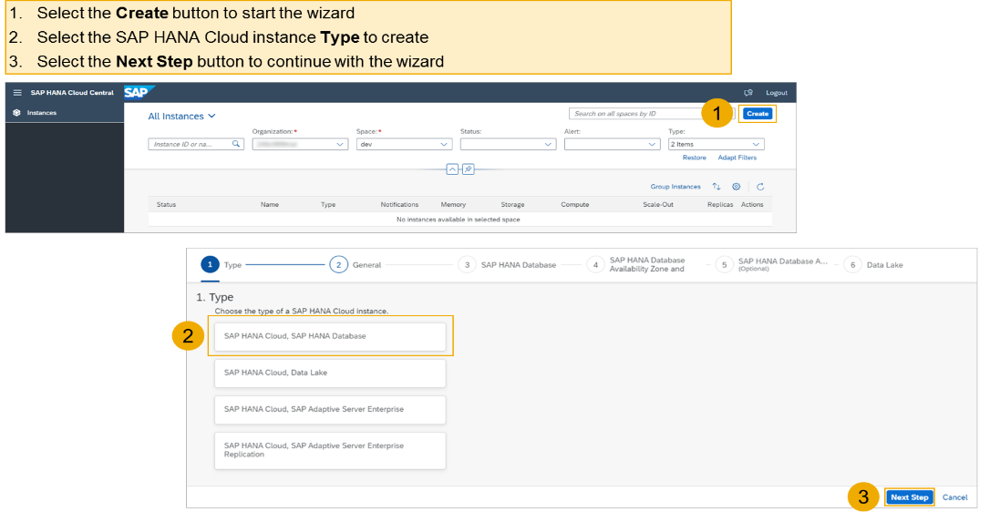 1. Select the Create button to start the wizard
2. Select the SAP HANA Cloud instance Type to create
3. Select the Next Step button to continue with the wizard
SAP HANA Cloud Central SAP Logout
Instances
All Instances Search on all spaces by ID 1 Create
Organization:* Space:* Status: Alert: Type:
Instance ID or na... dev 2 Items
Restore Adapt Filters
Group Instances
Status Name Type Notifications Memory Storage Compute Scale-Out Replicas Actions
No instances available in selected space
1 Type 2 General 3 SAP HANA Database 4 SAP HANA Database 5 SAP HANA Database A... 6 Data Lake
Availability Zone and (Optional)
1. Type
Choose the type of a SAP HANA Cloud instance.
2 SAP HANA Cloud, SAP HANA Database
SAP HANA Cloud, Data Lake
SAP HANA Cloud, SAP Adaptive Server Enterprise
SAP HANA Cloud, SAP Adaptive Server Enterprise
Replication
3 Next Step Cancel